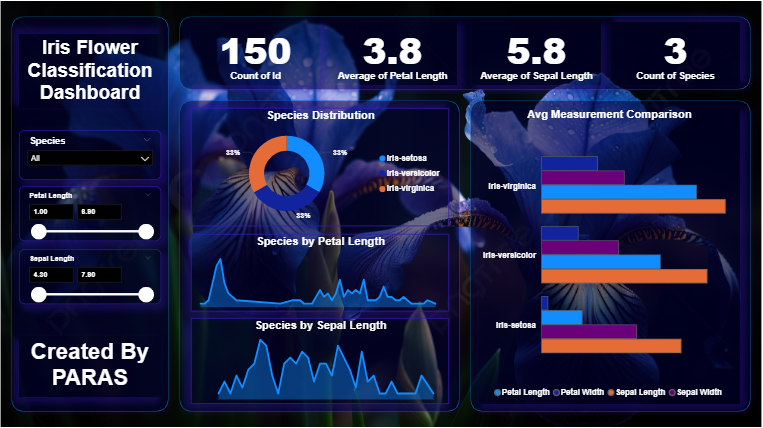 Iris Flower
Classification
Dashboard
Species
All
Petal Length
1.00 6.90
Sepal Length
4.30 7.90
Created By
PARAS
150
Count of Id
3.8
Average of Petal Length
5.8
Average of Sepal Length
3
Count of Species
Species Distribution
33%
33%
33%
Iris-setosa
Iris-versicolor
Iris-virginica
Species by Petal Length
Species by Sepal Length
Avg Measurement Comparison
Iris-virginica
Iris-versicolor
Iris-setosa
Petal Length Petal Width Sepal Length Sepal Width